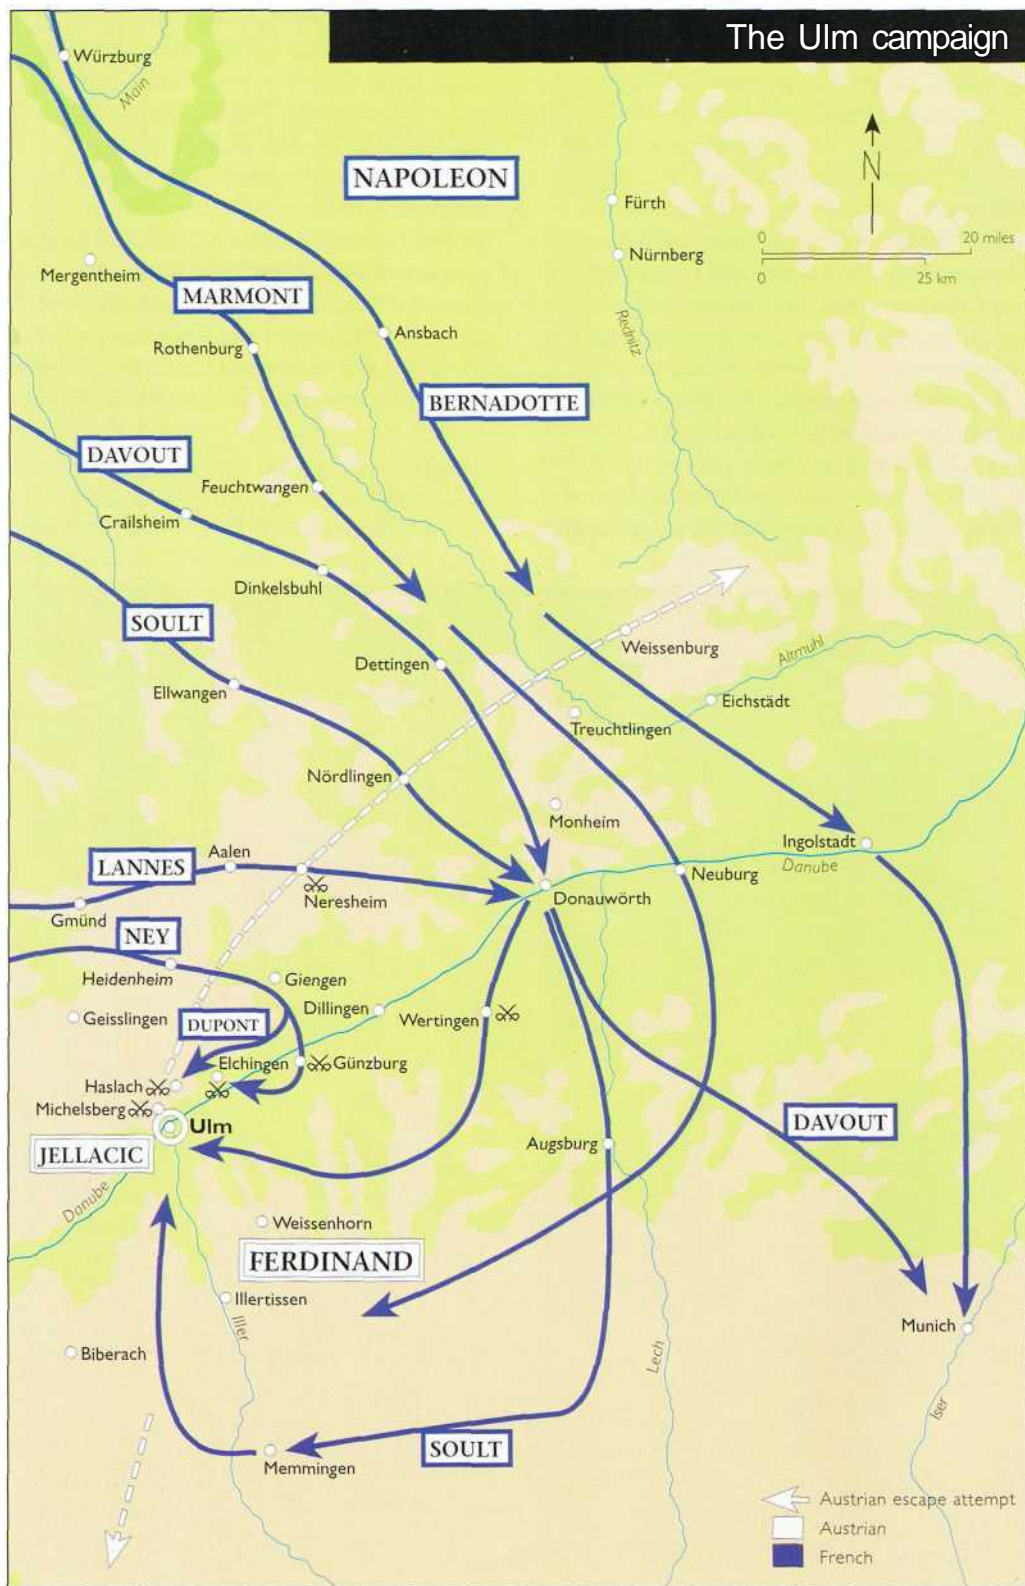 The Ulm campaign
Würzburg
Main
NAPOLEON
N
Fürth
0 20 miles
0 25 km
Nürnberg
Mergentheim
MARMONT
Rednitz
Rothenburg
Ansbach
BERNADOTTE
DAVOUT
Feuchtwangen
Crailsheim
Dinkelsbuhl
SOULT
Weissenburg
Altmuhl
Dettingen
Ellwangen
Eichstädt
Treuchtlingen
Nördlingen
Monheim
Ingolstadt
Danube
Aalen
LANNES
Neresheim
Neuburg
Donauwörth
Gmünd
NEY
Heidenheim
Giengen
Geisslingen
DUPONT
Dillingen
Wertingen
Elchingen
Günzburg
Haslach
Michelsberg
Ulm
JELLACIC
DAVOUT
Augsburg
Danube
Weissenhorn
FERDINAND
Illertissen
Iller
Munich
Biberach
Lech
Iser
SOULT
Memmingen
Austrian escape attempt
Austrian
French